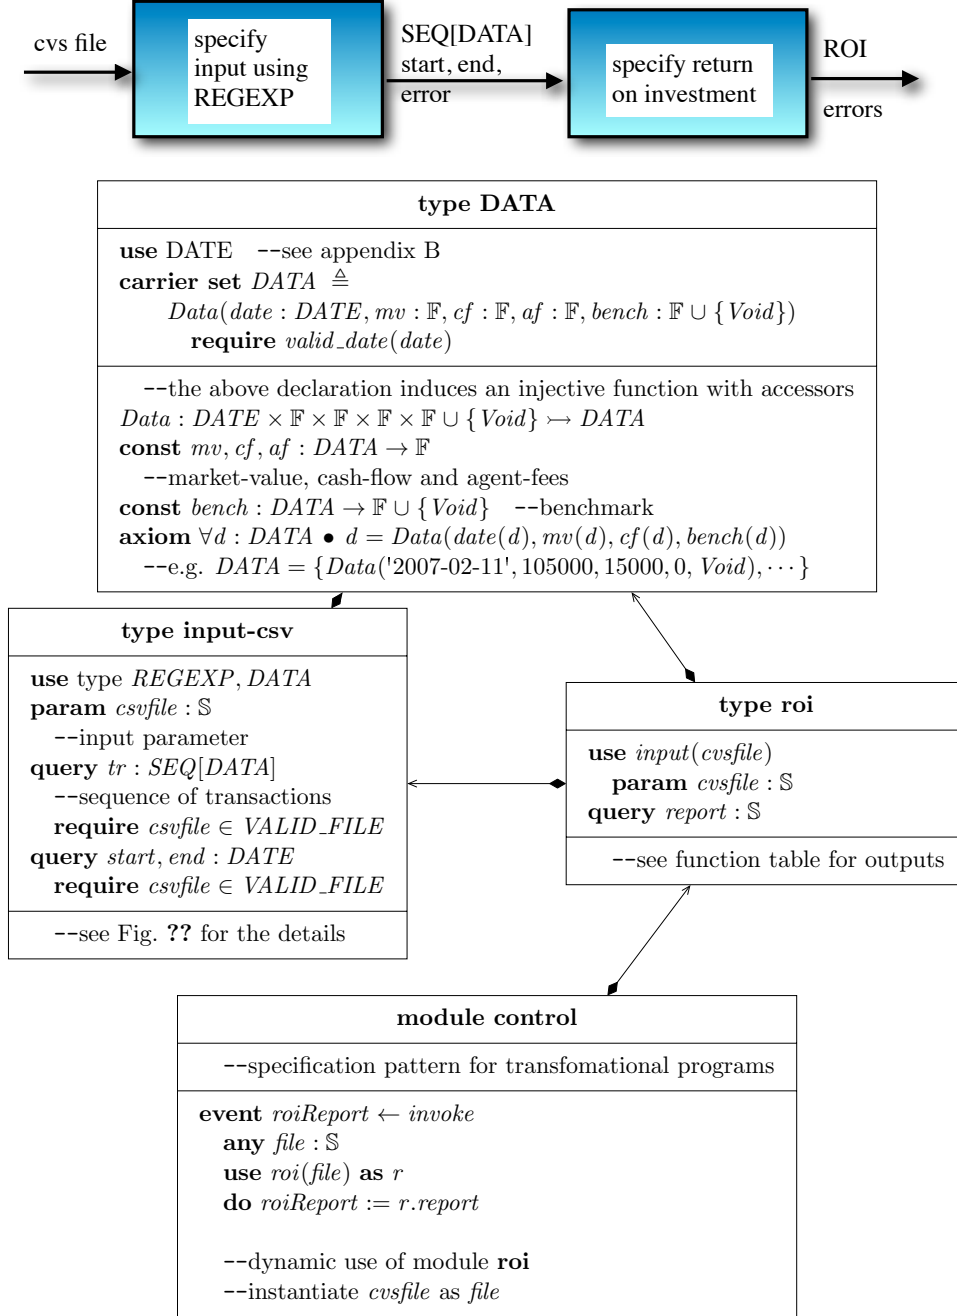 cvs file
specify
input using
REGEXP
SEQ[DATA]
start, end,
error
specify return
on investment
ROI
errors
type DATA
use DATE --see appendix B
carrier set DATA ≜
Data(date : DATE, mv : 𝔽, cf : 𝔽, af : 𝔽, bench : 𝔽 ∪ {Void})
require valid_date(date)
--the above declaration induces an injective function with accessors
Data : DATE × 𝔽 × 𝔽 × 𝔽 × 𝔽 ∪ {Void} ↣ DATA
const mv, cf, af : DATA → 𝔽
--market-value, cash-flow and agent-fees
const bench : DATA → 𝔽 ∪ {Void} --benchmark
axiom ∀d : DATA • d = Data(date(d), mv(d), cf(d), bench(d))
--e.g. DATA = {Data('2007-02-11', 105000, 15000, 0, Void), ⋯}
type input-csv
use type REGEXP, DATA
param csvfile : 𝕊
--input parameter
query tr : SEQ[DATA]
--sequence of transactions
require csvfile ∈ VALID_FILE
query start, end : DATE
require csvfile ∈ VALID_FILE
--see Fig. ?? for the details
type roi
use input(cvsfile)
param cvsfile : 𝕊
query report : 𝕊
--see function table for outputs
module control
--specification pattern for transfomational programs
event roiReport ← invoke
any file : 𝕊
use roi(file) as r
do roiReport := r.report
--dynamic use of module roi
--instantiate cvsfile as file